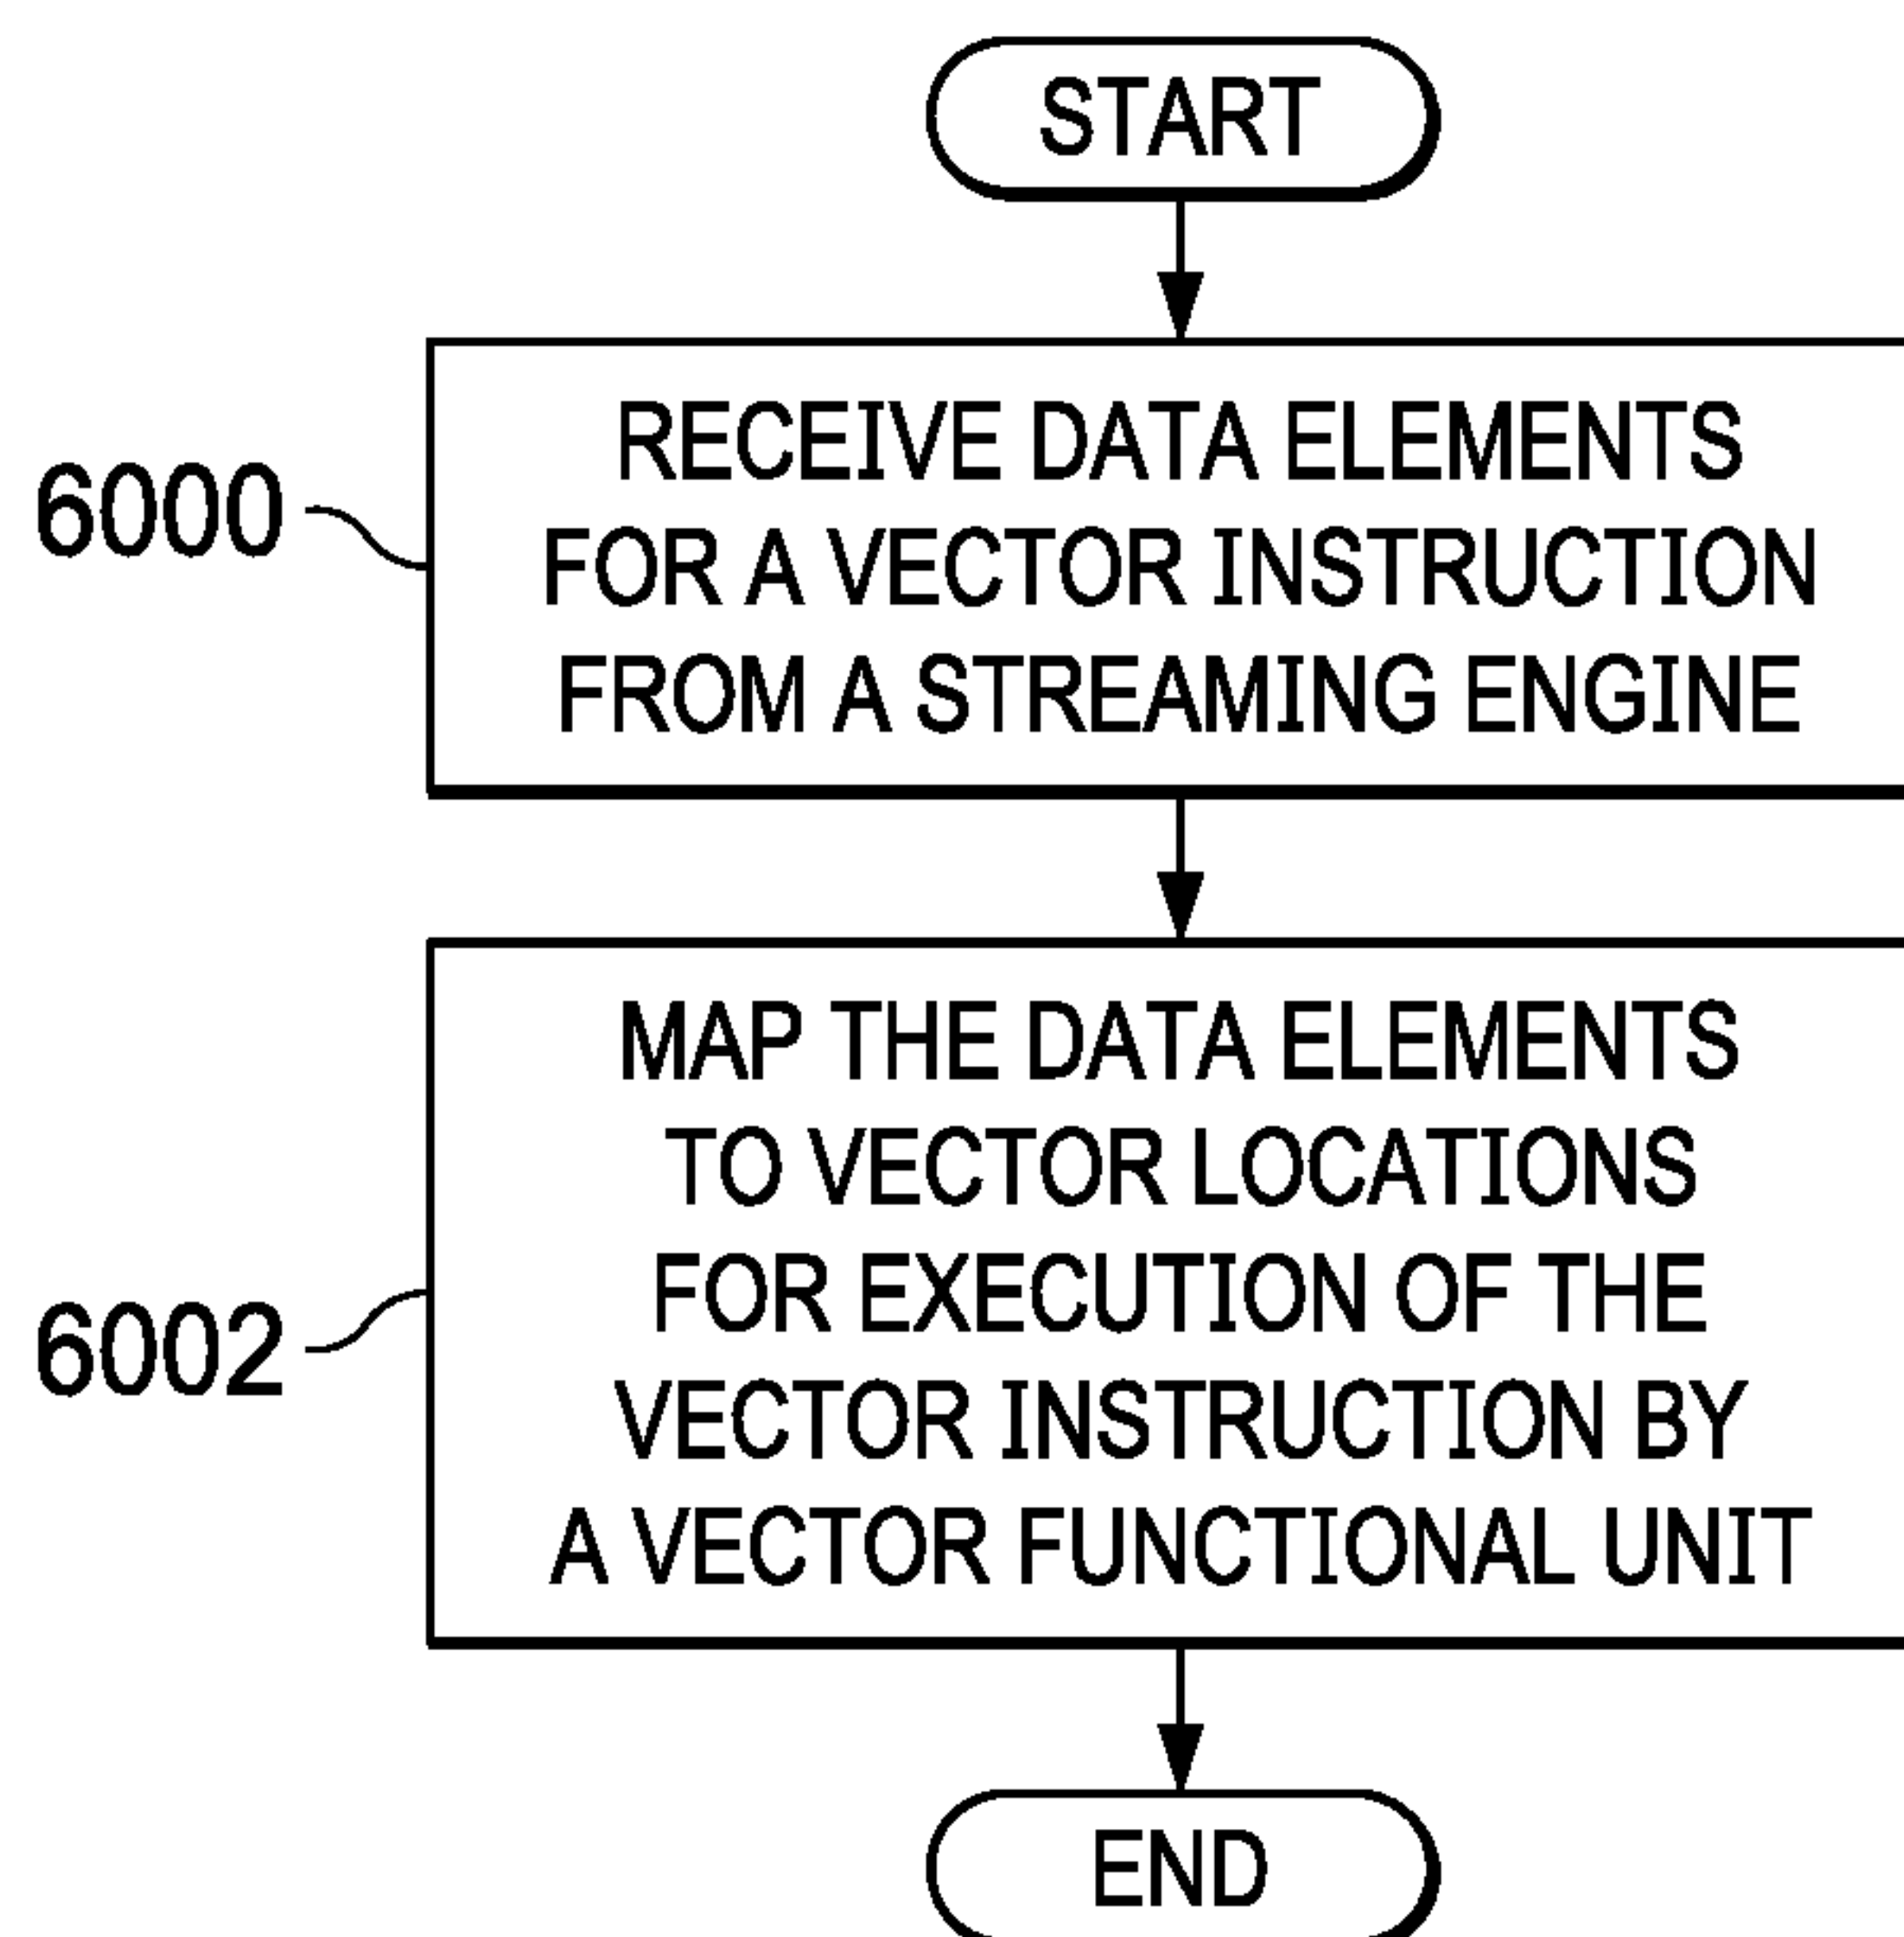 START
6000
RECEIVE DATA ELEMENTS
FOR A VECTOR INSTRUCTION
FROM A STREAMING ENGINE
6002
MAP THE DATA ELEMENTS
TO VECTOR LOCATIONS
FOR EXECUTION OF THE
VECTOR INSTRUCTION BY
A VECTOR FUNCTIONAL UNIT
END